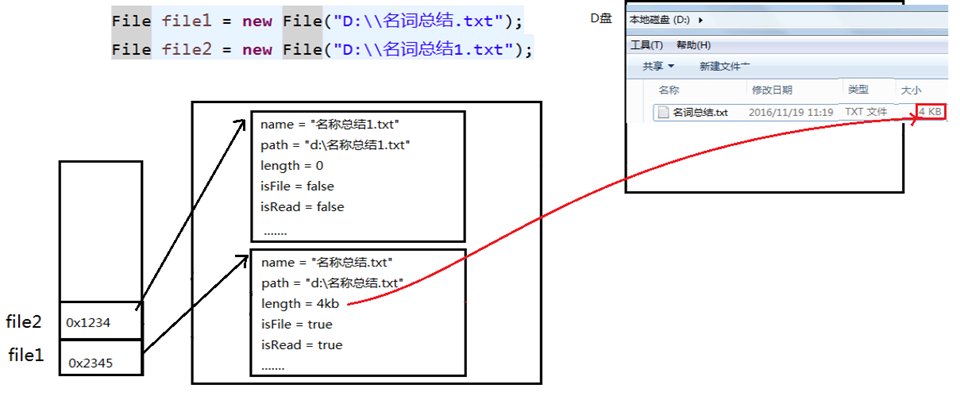 File file1 = new File("D:\\名词总结.txt");
File file2 = new File("D:\\名词总结1.txt");
D盘
本地磁盘 (D:)
工具(T) 帮助(H)
共享 新建文件
名称 修改日期 类型 大小
名词总结.txt 2016/11/19 11:19 TXT 文件 4 KB
name = "名称总结1.txt"
path = "d:\名称总结1.txt"
length = 0
isFile = false
isRead = false
.......
name = "名称总结.txt"
path = "d:\名称总结.txt"
length = 4kb
isFile = true
isRead = true
.......
file2 0x1234
file1 0x2345